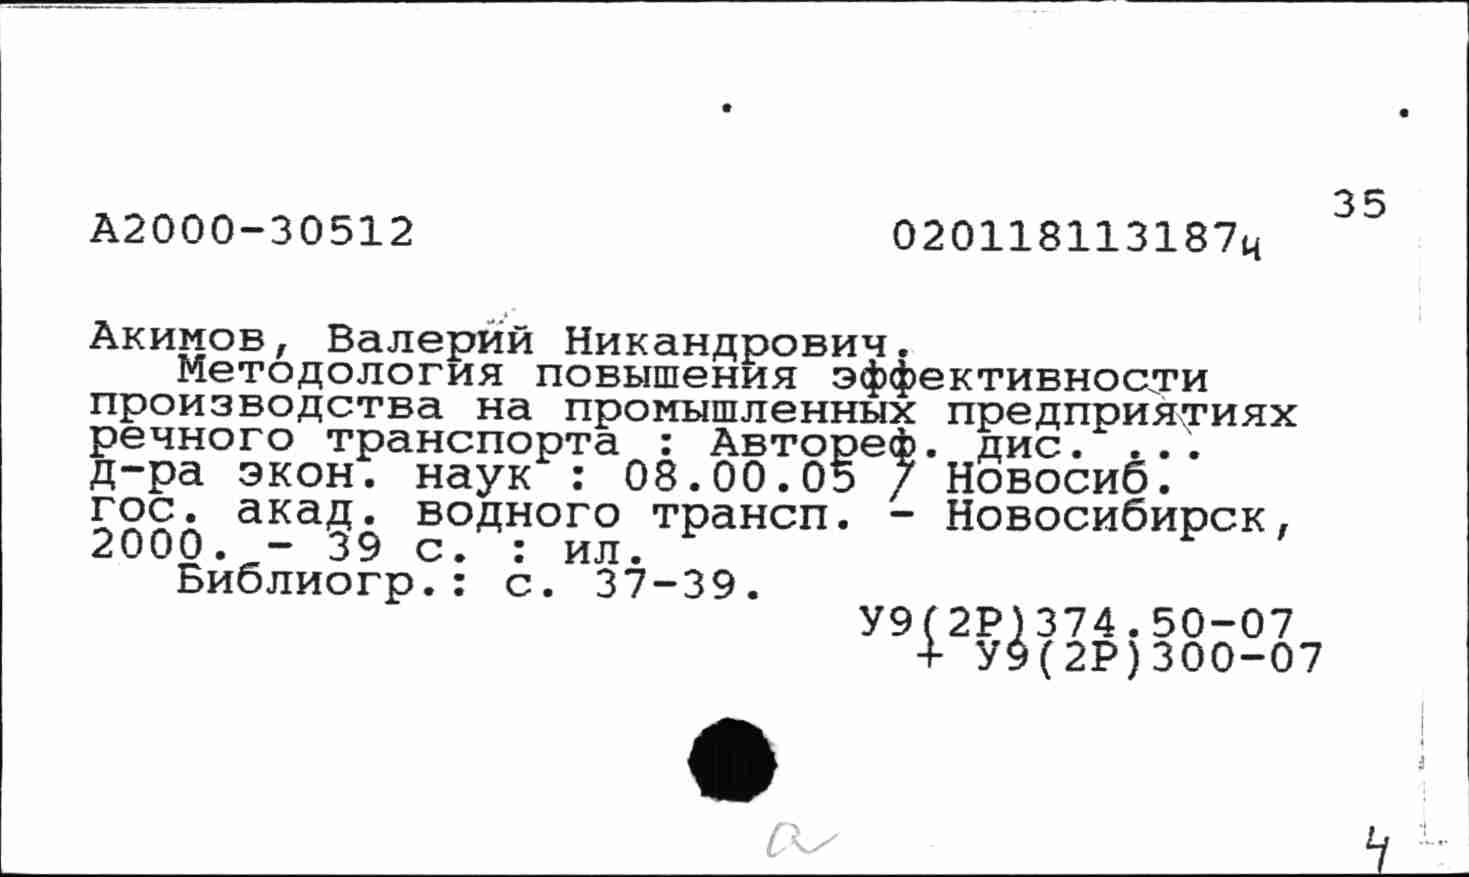 35
А2000-30512 020118113187ч
Акимов, Валерий Никандрович.
Методология повышения эффективности
производства на промышленных предприятиях
речного транспорта : Автореф. дис. ...
д-ра экон. наук : 08.00.05 / Новосиб.
гос. акад. водного трансп. - Новосибирск,
2000. - 39 с. : ил.
Библиогр.: с. 37-39.
У9(2Р)374.50-07
+ У9(2Р)300-07
а
ч